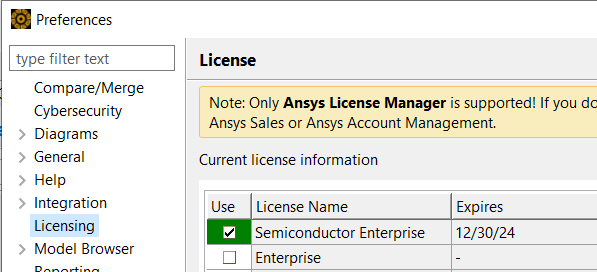 Preferences
type filter text
Compare/Merge
Cybersecurity
Diagrams
General
Help
Integration
Licensing
Model Browser
Reporting
License
Note: Only Ansys License Manager is supported! If you do
Ansys Sales or Ansys Account Management.
Current license information
Use License Name Expires
Semiconductor Enterprise 12/30/24
Enterprise -